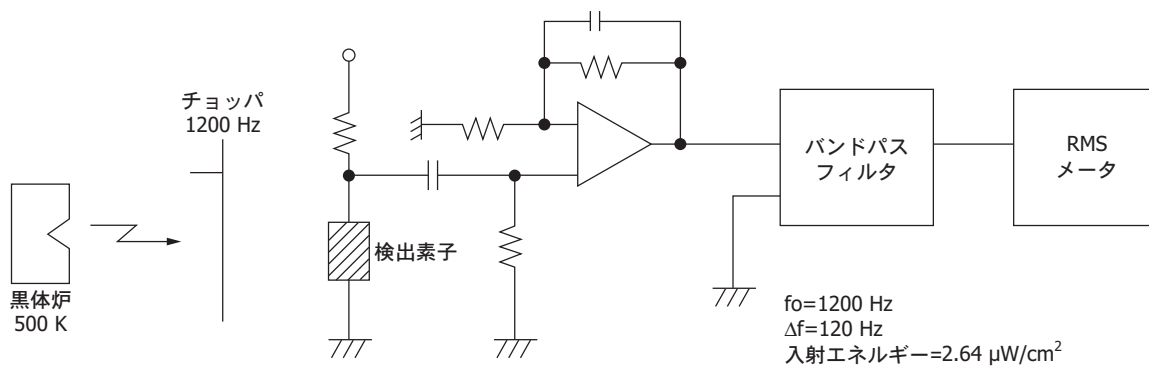 チョッパ
1200 Hz
黒体炉
500 K
検出素子
バンドパス
フィルタ
RMS
メータ
fo=1200 Hz
Δf=120 Hz
入射エネルギー=2.64 μW/cm²